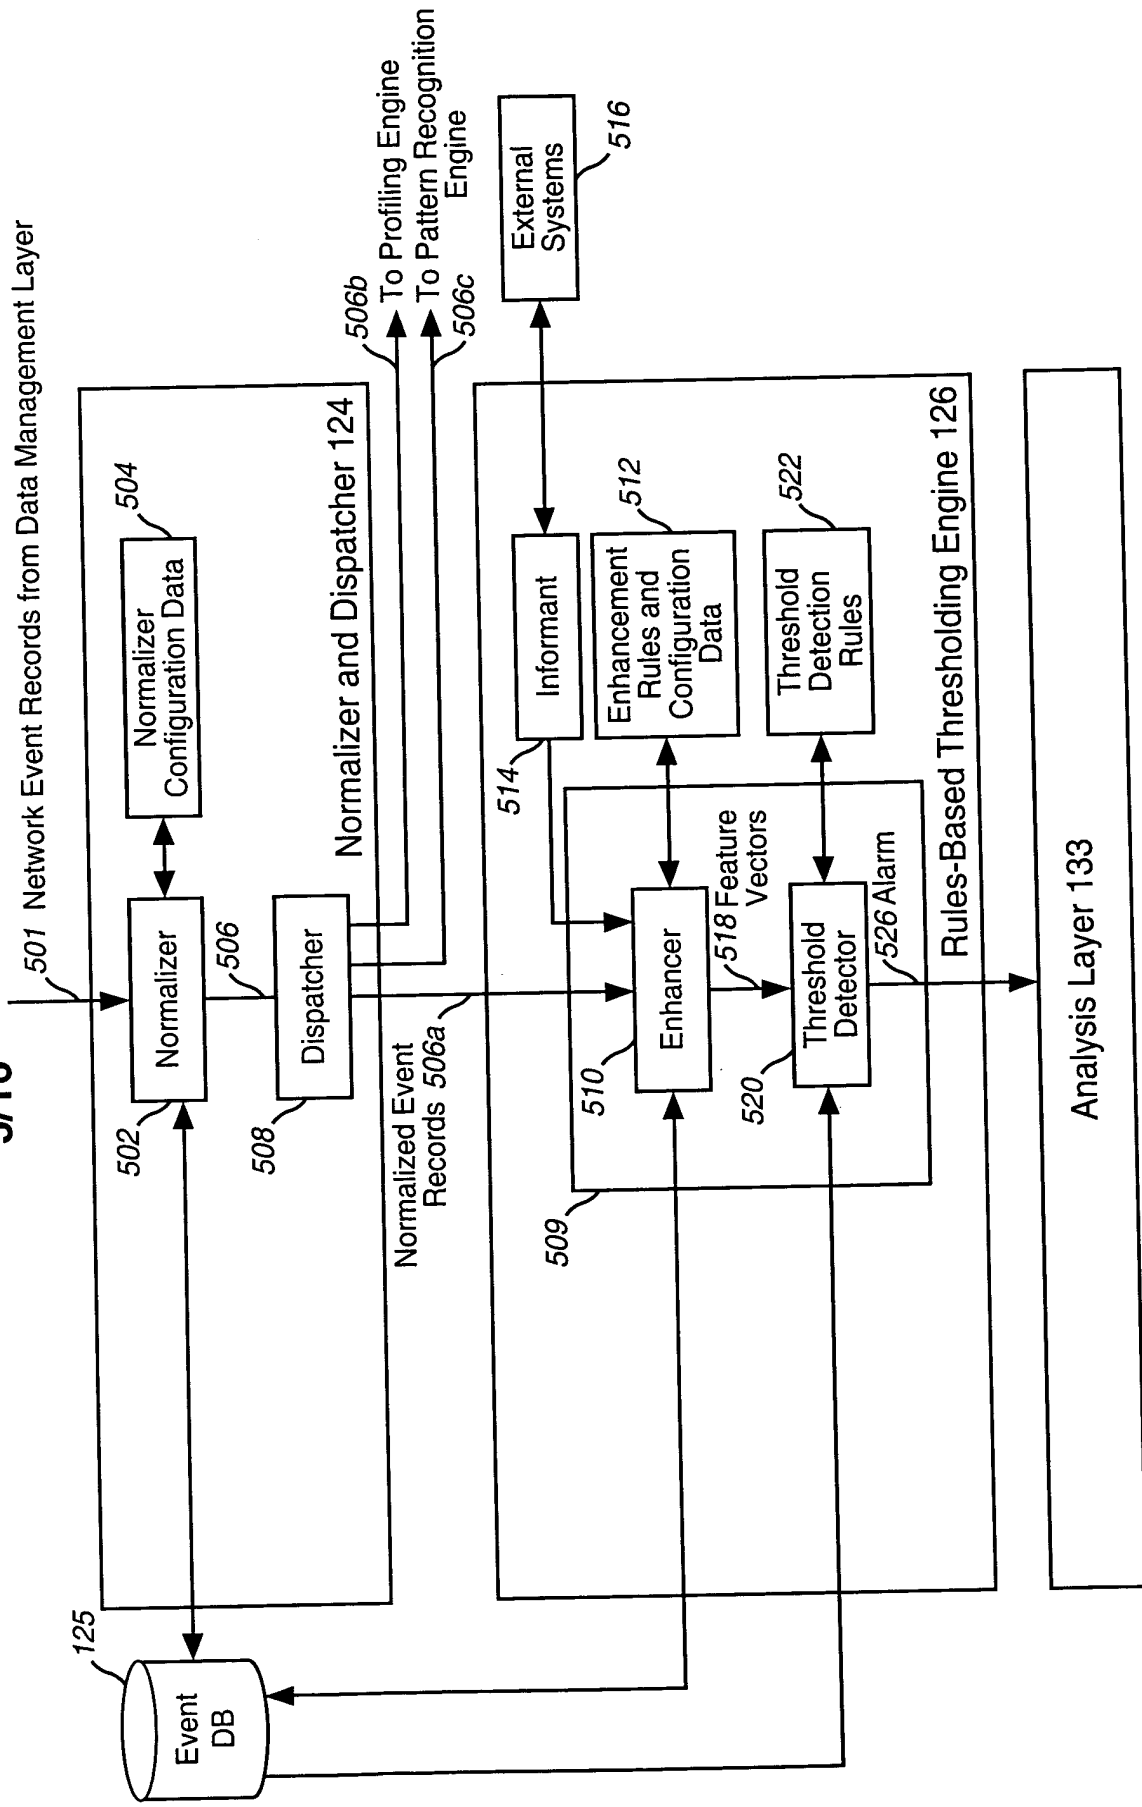 501 Network Event Records from Data Management Layer
125
Event
DB
502
Normalizer
Normalizer
Configuration Data
504
506
508
Dispatcher
Normalizer and Dispatcher 124
506b
To Profiling Engine
To Pattern Recognition
Engine
506c
Normalized Event
Records 506a
514
Informant
External
Systems
516
509
510
Enhancer
Enhancement
Rules and
Configuration
Data
512
518 Feature
Vectors
520
Threshold
Detector
Threshold
Detection
Rules
522
526 Alarm
Rules-Based Thresholding Engine 126
Analysis Layer 133